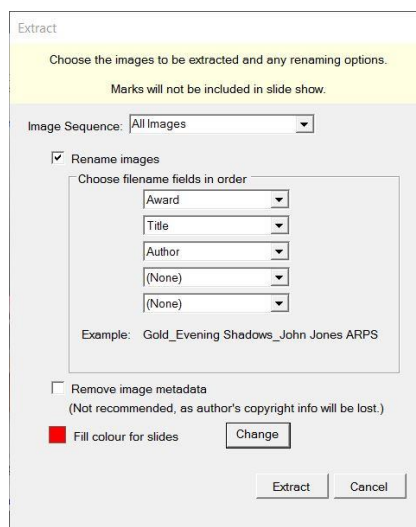 Extract
Choose the images to be extracted and any renaming options.
Marks will not be included in slide show.
Image Sequence: All Images
Rename images
Choose filename fields in order
Award
Title
Author
(None)
(None)
Example: Gold_Evening Shadows_John Jones ARPS
Remove image metadata
(Not recommended, as author's copyright info will be lost.)
Fill colour for slides Change
Extract Cancel